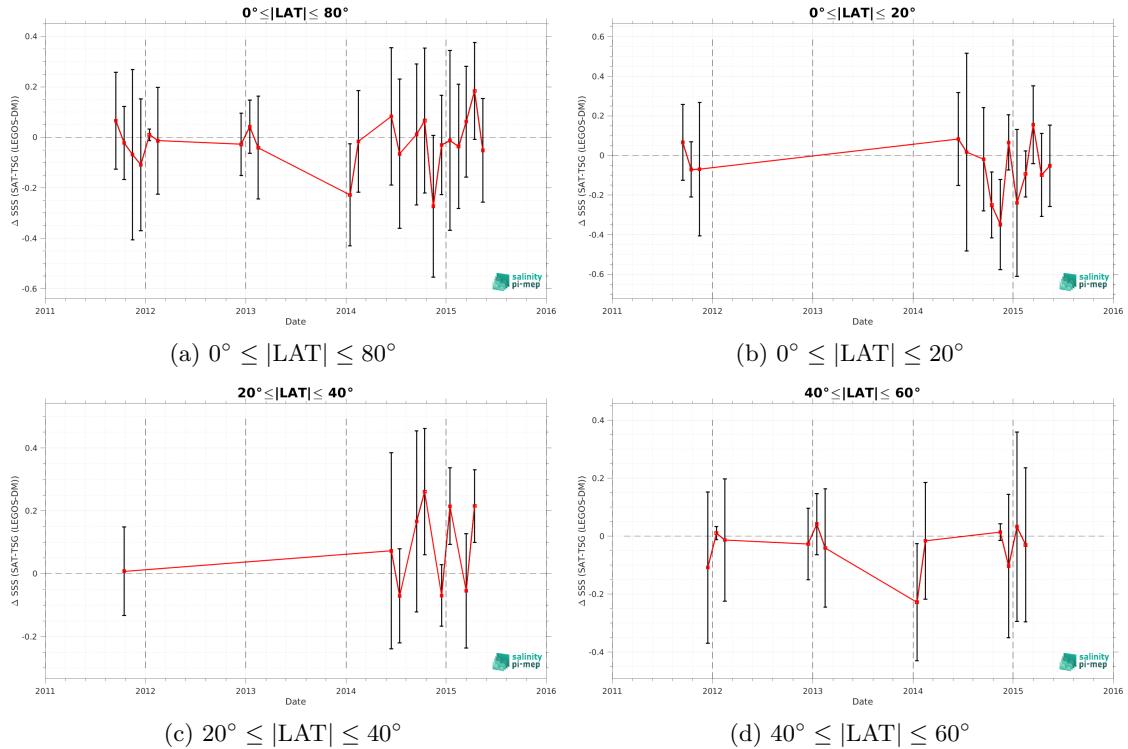 0°≤|LAT|≤ 80°
Δ SSS (SAT-TSG (LEGOS-DM))
0.4
0.2
0
-0.2
-0.4
-0.6
2011
2012
2013
2014
2015
2016
Date
salinity
pi-mep
(a) 0° ≤ |LAT| ≤ 80°
0°≤|LAT|≤ 20°
Δ SSS (SAT-TSG (LEGOS-DM))
0.6
0.4
0.2
0
-0.2
-0.4
-0.6
2011
2012
2013
2014
2015
2016
Date
salinity
pi-mep
(b) 0° ≤ |LAT| ≤ 20°
20°≤|LAT|≤ 40°
Δ SSS (SAT-TSG (LEGOS-DM))
0.4
0.2
0
-0.2
2011
2012
2013
2014
2015
2016
Date
salinity
pi-mep
(c) 20° ≤ |LAT| ≤ 40°
40°≤|LAT|≤ 60°
Δ SSS (SAT-TSG (LEGOS-DM))
0.4
0.2
0
-0.2
-0.4
2011
2012
2013
2014
2015
2016
Date
salinity
pi-mep
(d) 40° ≤ |LAT| ≤ 60°